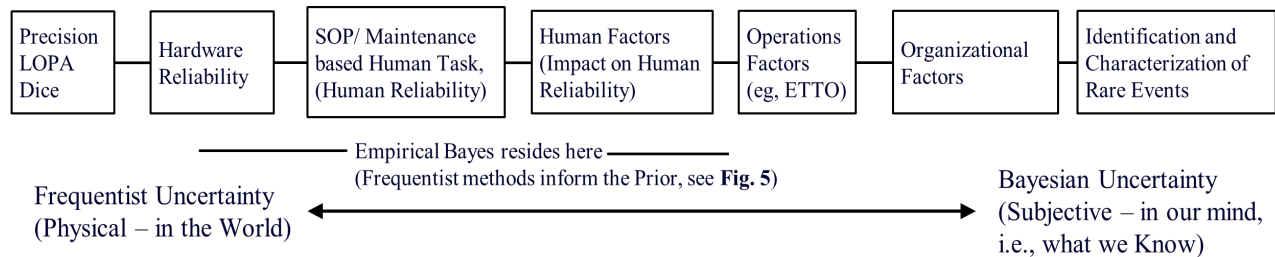 Precision
LOPA
Dice
Hardware
Reliability
SOP/ Maintenance
based Human Task,
(Human Reliability)
Human Factors
(Impact on Human
Reliability)
Operations
Factors
(eg, ETTO)
Organizational
Factors
Identification and
Characterization of
Rare Events
Empirical Bayes resides here
(Frequentist methods inform the Prior, see Fig. 5)
Frequentist Uncertainty
(Physical – in the World)
Bayesian Uncertainty
(Subjective – in our mind,
i.e., what we Know)